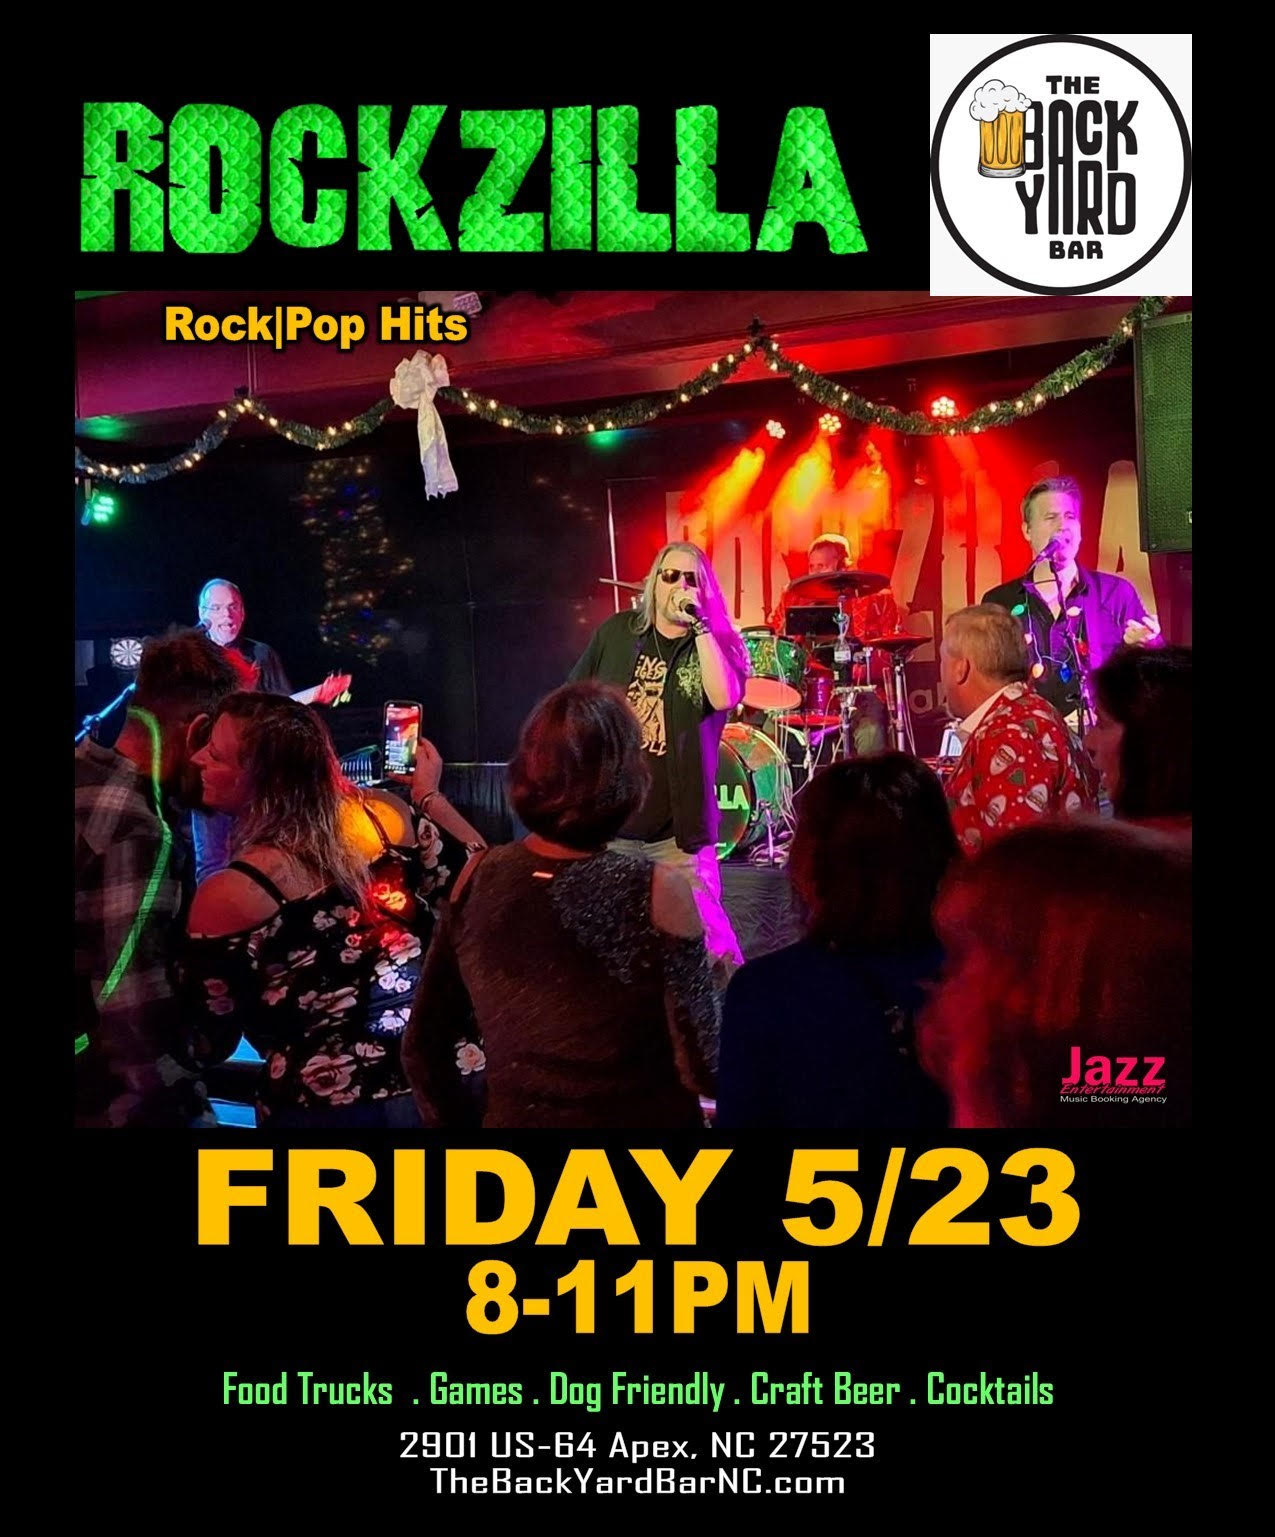 ROCKZILLA
THE
BACK
YARD
BAR
Rock|Pop Hits
Jazz
Entertainment
Music Booking Agency
FRIDAY 5/23
8-11PM
Food Trucks . Games . Dog Friendly . Craft Beer . Cocktails
2901 US-64 Apex, NC 27523
TheBackYardBarNC.com